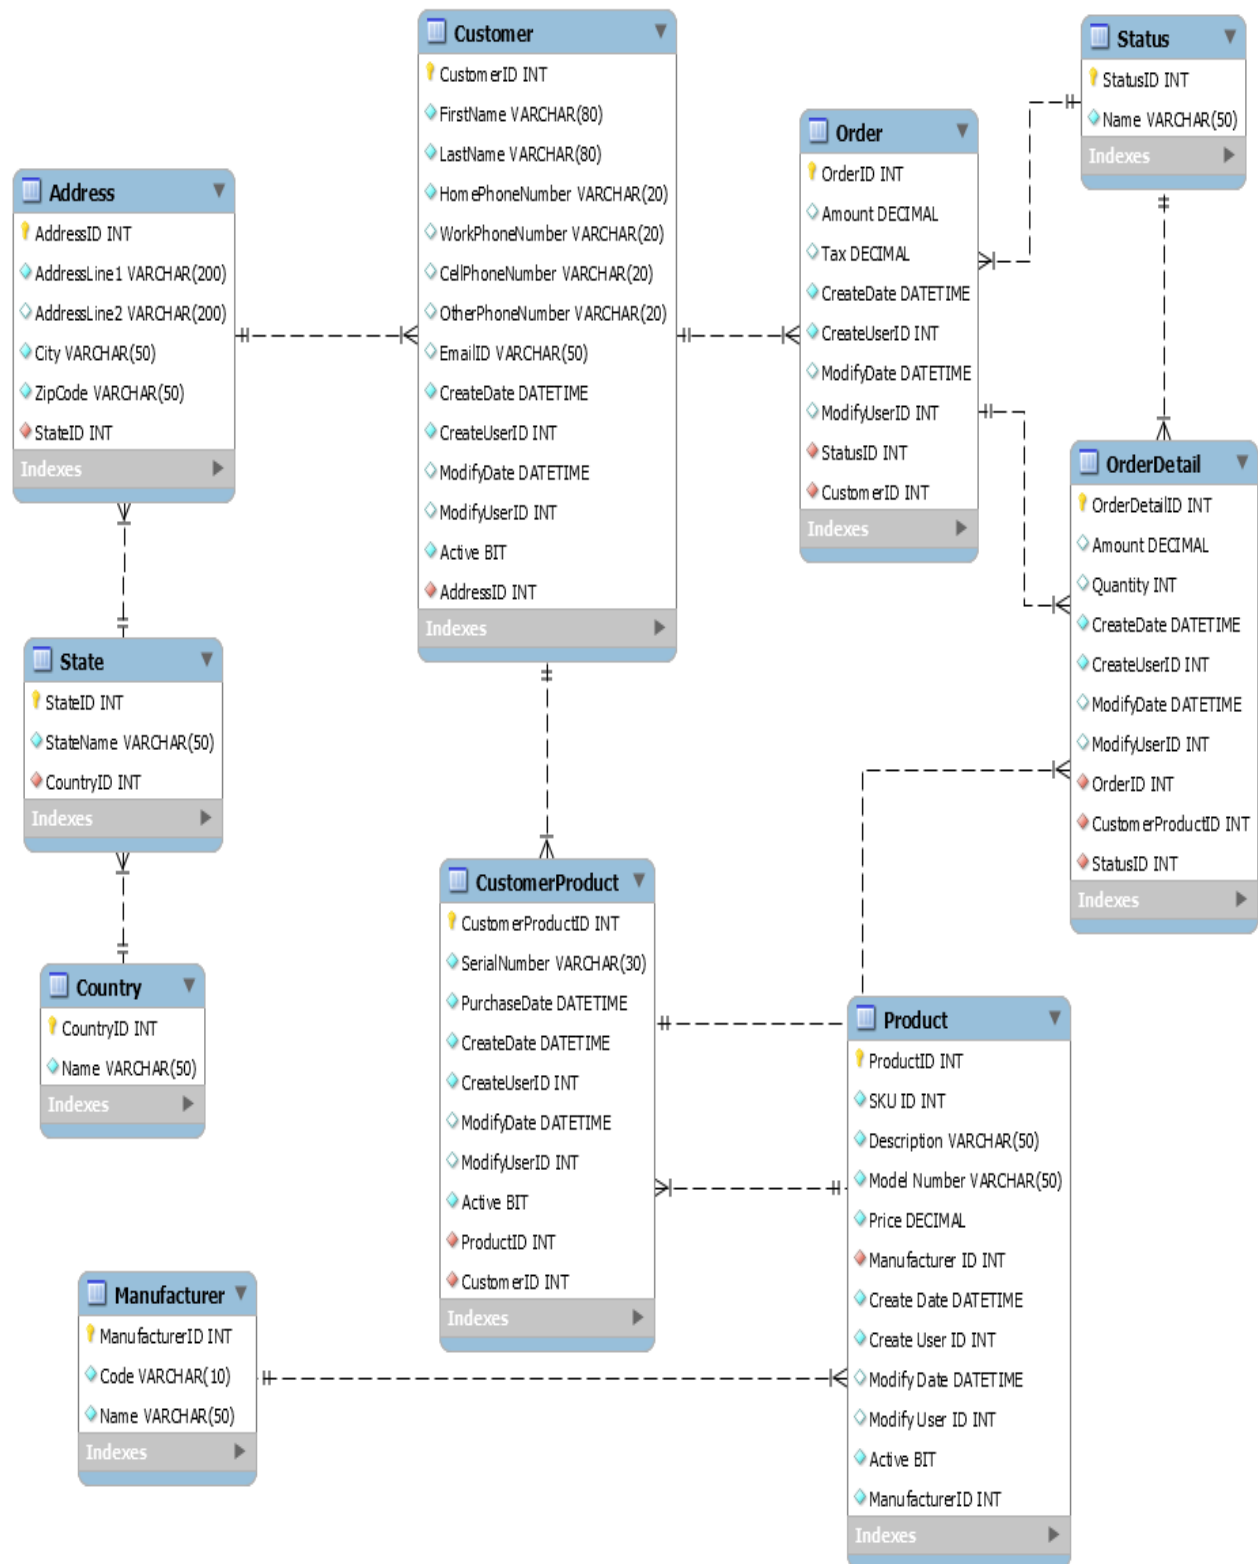 Customer
CustomerID INT
FirstName VARCHAR(80)
LastName VARCHAR(80)
HomePhoneNumber VARCHAR(20)
WorkPhoneNumber VARCHAR(20)
CellPhoneNumber VARCHAR(20)
OtherPhoneNumber VARCHAR(20)
EmailID VARCHAR(50)
CreateDate DATETIME
CreateUserID INT
ModifyDate DATETIME
ModifyUserID INT
Active BIT
AddressID INT
Indexes
Status
StatusID INT
Name VARCHAR(50)
Indexes
Order
OrderID INT
Amount DECIMAL
Tax DECIMAL
CreateDate DATETIME
CreateUserID INT
ModifyDate DATETIME
ModifyUserID INT
StatusID INT
CustomerID INT
Indexes
Address
AddressID INT
AddressLine1 VARCHAR(200)
AddressLine2 VARCHAR(200)
City VARCHAR(50)
ZipCode VARCHAR(50)
StateID INT
Indexes
OrderDetail
OrderDetailID INT
Amount DECIMAL
Quantity INT
CreateDate DATETIME
CreateUserID INT
ModifyDate DATETIME
ModifyUserID INT
OrderID INT
CustomerProductID INT
StatusID INT
Indexes
State
StateID INT
StateName VARCHAR(50)
CountryID INT
Indexes
CustomerProduct
CustomerProductID INT
SerialNumber VARCHAR(30)
PurchaseDate DATETIME
CreateDate DATETIME
CreateUserID INT
ModifyDate DATETIME
ModifyUserID INT
Active BIT
ProductID INT
CustomerID INT
Indexes
Country
CountryID INT
Name VARCHAR(50)
Indexes
Product
ProductID INT
SKU ID INT
Description VARCHAR(50)
Model Number VARCHAR(50)
Price DECIMAL
Manufacturer ID INT
Create Date DATETIME
Create User ID INT
Modify Date DATETIME
Modify User ID INT
Active BIT
ManufacturerID INT
Indexes
Manufacturer
ManufacturerID INT
Code VARCHAR(10)
Name VARCHAR(50)
Indexes